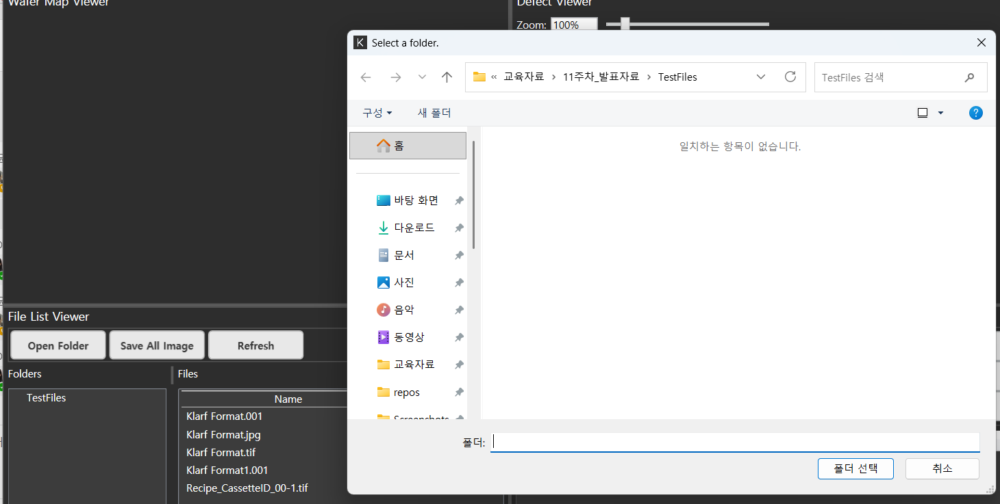 Wafer Map Viewer
Defect Viewer
Zoom: 100%
K Select a folder.
« 교육자료 › 11주차_발표자료 › TestFiles
TestFiles 검색
구성 새 폴더
?
홈
일치하는 항목이 없습니다.
바탕 화면
다운로드
문서
사진
음악
동영상
교육자료
repos
Screenshots
폴더:
폴더 선택 취소
File List Viewer
Open Folder Save All Image Refresh
Folders
TestFiles
Files
Name
Klarf Format.001
Klarf Format.jpg
Klarf Format.tif
Klarf Format1.001
Recipe_CassetteID_00-1.tif